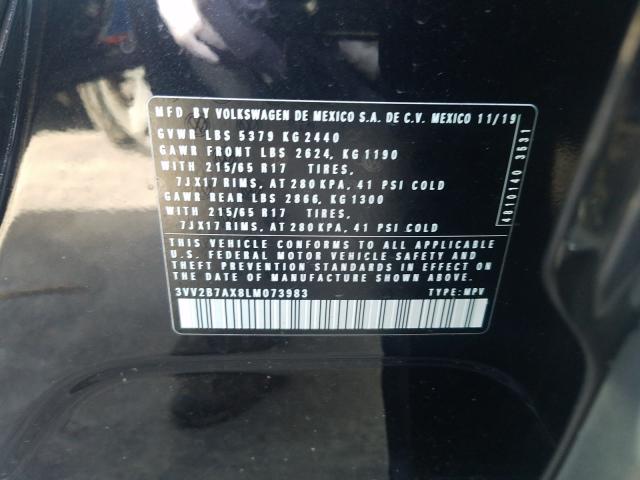 MFD BY VOLKSWAGEN DE MEXICO S.A. DE C.V. MEXICO 11/19
GVWR LBS 5379 KG 2440
GAWR FRONT LBS 2624, KG 1190
WITH 215/65 R17 TIRES,
7JX17 RIMS, AT 280 KPA, 41 PSI COLD
GAWR REAR LBS 2866, KG 1300
WITH 215/65 R17 TIRES,
7JX17 RIMS, AT 280 KPA, 41 PSI COLD
THIS VEHICLE CONFORMS TO ALL APPLICABLE
U.S. FEDERAL MOTOR VEHICLE SAFETY AND
THEFT PREVENTION STANDARDS IN EFFECT ON
THE DATE OF MANUFACTURE SHOWN ABOVE.
3VV2B7AX8LM073983 TYPE: MPV
4810140 3531